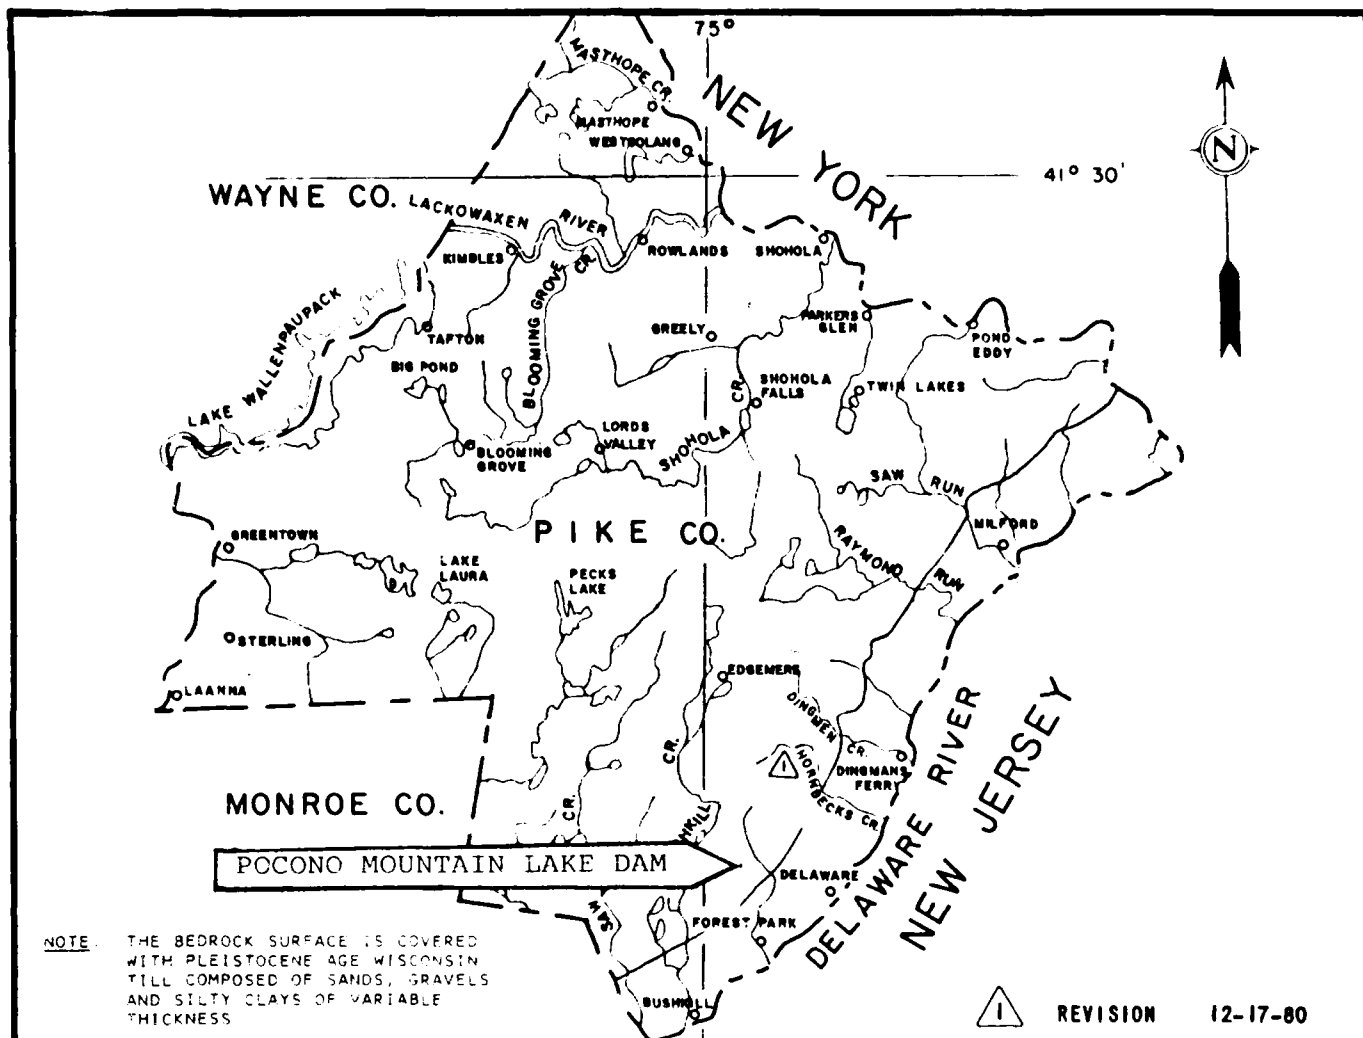 75°
MASTHOPE CR.
NEW YORK
MASTHOPE
WESTCOLANG
N
41° 30'
WAYNE CO.
LACKOWAXEN RIVER
KIMBLES
ROWLANDS
SHOHOLA
BLOOMING GROVE CR.
LAKE WALLENPAUPACK
TAFTON
GREELY
PARKERS
GLEN
POND
EDDY
BIG POND
SHOHOLA
FALLS
TWIN LAKES
BLOOMING
GROVE
LORDS
VALLEY
SHOHOLA CR.
SAW RUN
MILFORD
PIKE CO.
RAYMOND RUN
GREENTOWN
LAKE
LAURA
PECKS
LAKE
STERLING
EDGEMERE
LAANNA
DINGMEN CR.
CR.
1
HORNBECKS CR.
DINGMANS
FERRY
DELAWARE RIVER
NEW JERSEY
MONROE CO.
CR.
HKILL
POCONO MOUNTAIN LAKE DAM
DELAWARE
SAW
FOREST PARK
BUSHKILL
NOTE: THE BEDROCK SURFACE IS COVERED
WITH PLEISTOCENE AGE WISCONSIN
TILL COMPOSED OF SANDS, GRAVELS
AND SILTY CLAYS OF VARIABLE
THICKNESS
1 REVISION 12-17-80